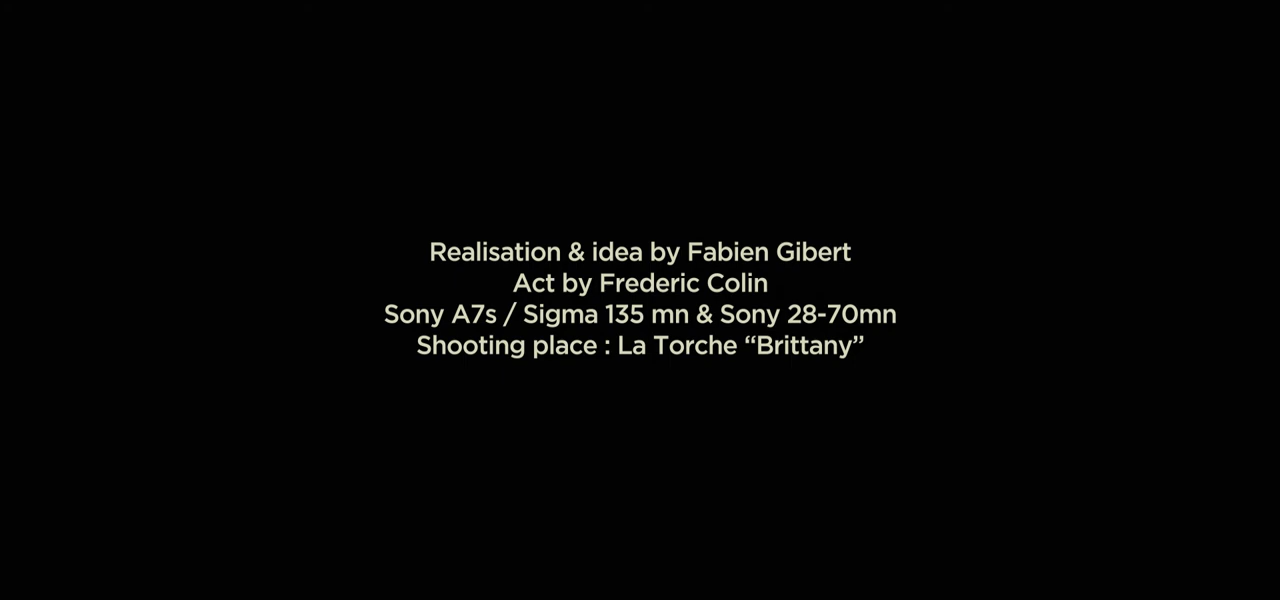 Realisation & idea by Fabien Gibert
Act by Frederic Colin
Sony A7s / Sigma 135 mn & Sony 28-70mn
Shooting place : La Torche “Brittany”